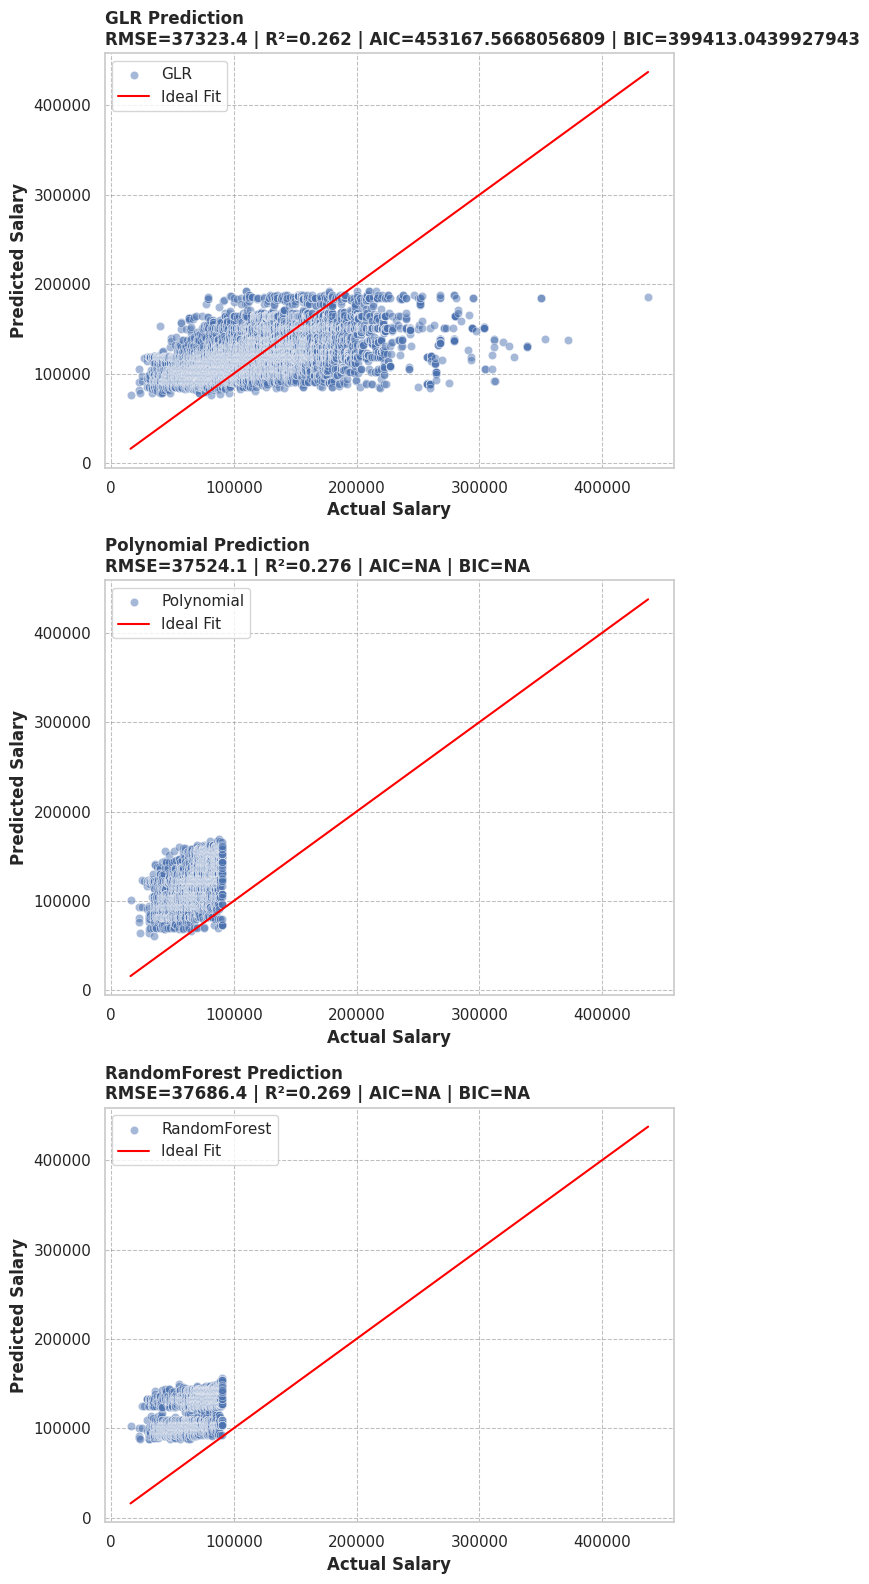 GLR Prediction
RMSE=37323.4 | R²=0.262 | AIC=453167.5668056809 | BIC=399413.0439927943
GLR
Ideal Fit
400000
300000
200000
100000
0
Predicted Salary
0 100000 200000 300000 400000
Actual Salary
Polynomial Prediction
RMSE=37524.1 | R²=0.276 | AIC=NA | BIC=NA
Polynomial
Ideal Fit
400000
300000
200000
100000
0
Predicted Salary
0 100000 200000 300000 400000
Actual Salary
RandomForest Prediction
RMSE=37686.4 | R²=0.269 | AIC=NA | BIC=NA
RandomForest
Ideal Fit
400000
300000
200000
100000
0
Predicted Salary
0 100000 200000 300000 400000
Actual Salary